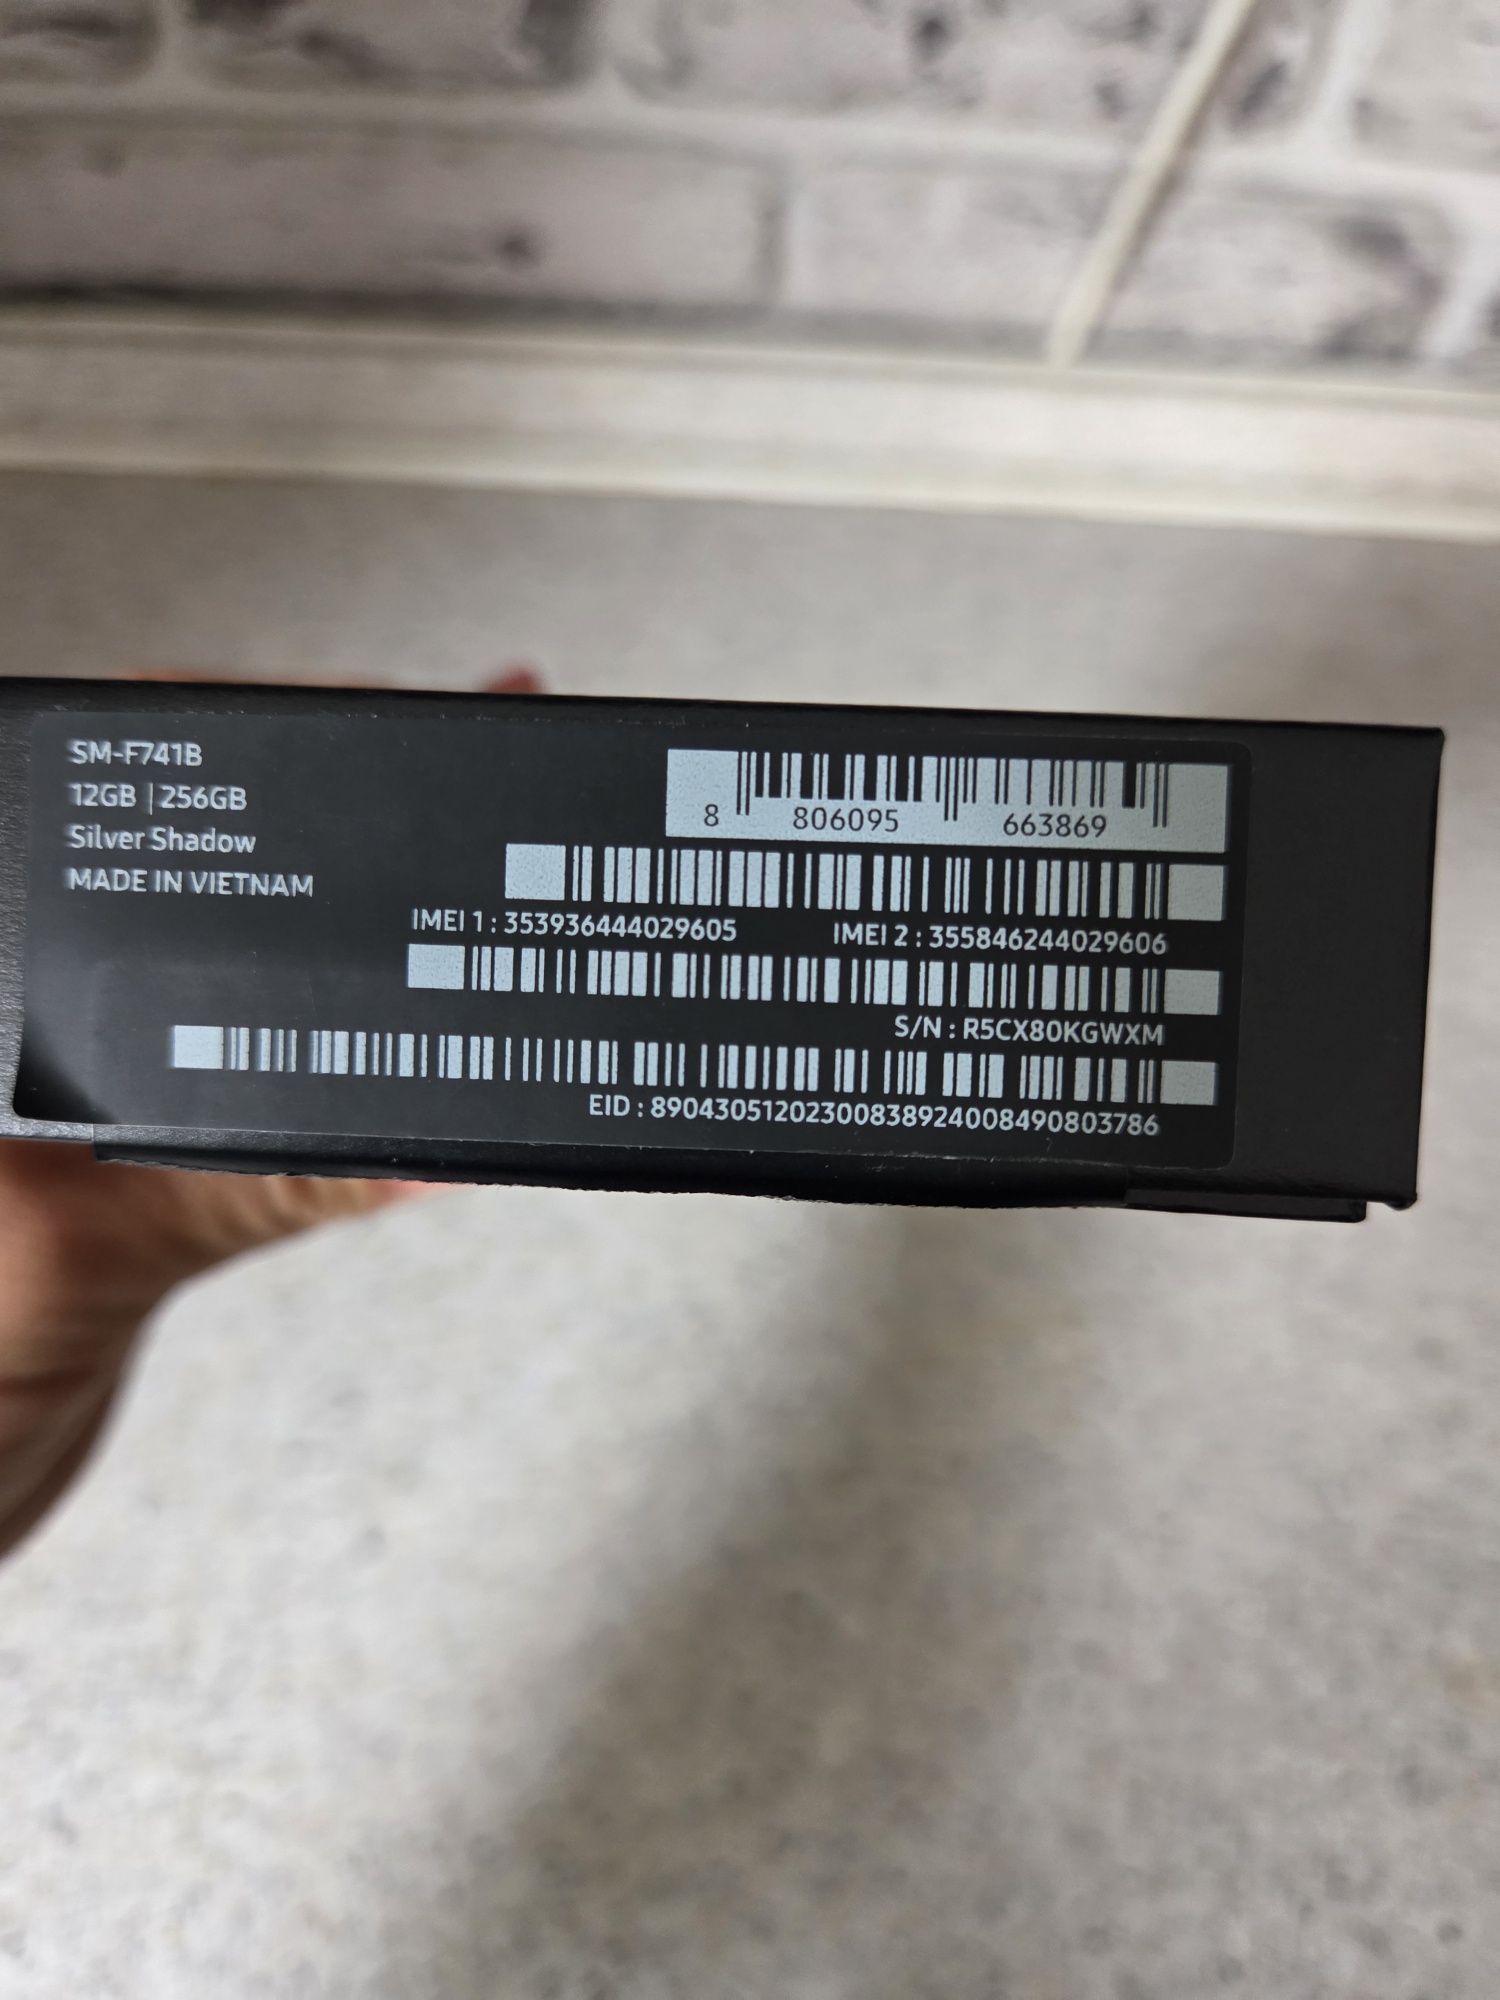 SM-F741B
12GB | 256GB
Silver Shadow
MADE IN VIETNAM
8 806095 663869
IMEI 1 : 353936444029605 IMEI 2 : 355846244029606
S/N : R5CX80KGWXM
EID : 89043051202300838924008490803786